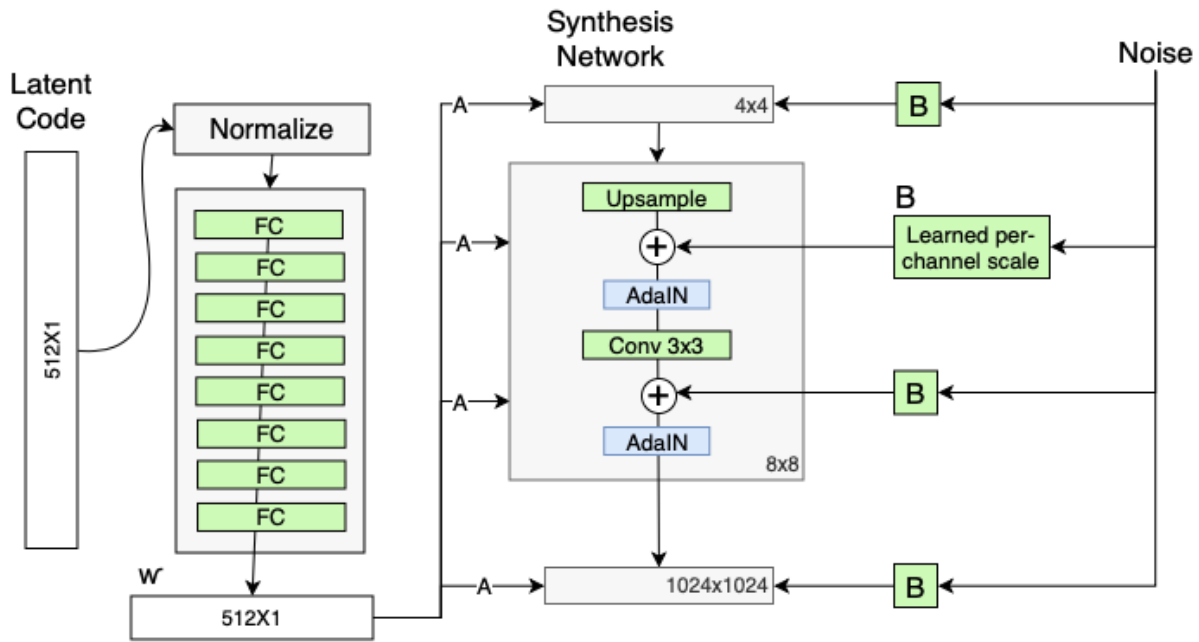 Synthesis
Network
Noise
Latent
Code
Normalize
512X1
FC
FC
FC
FC
FC
FC
FC
FC
w
512X1
A
A
A
A
4x4
Upsample
+
AdaIN
Conv 3x3
+
AdaIN
8x8
1024x1024
B
B
Learned per-
channel scale
B
B